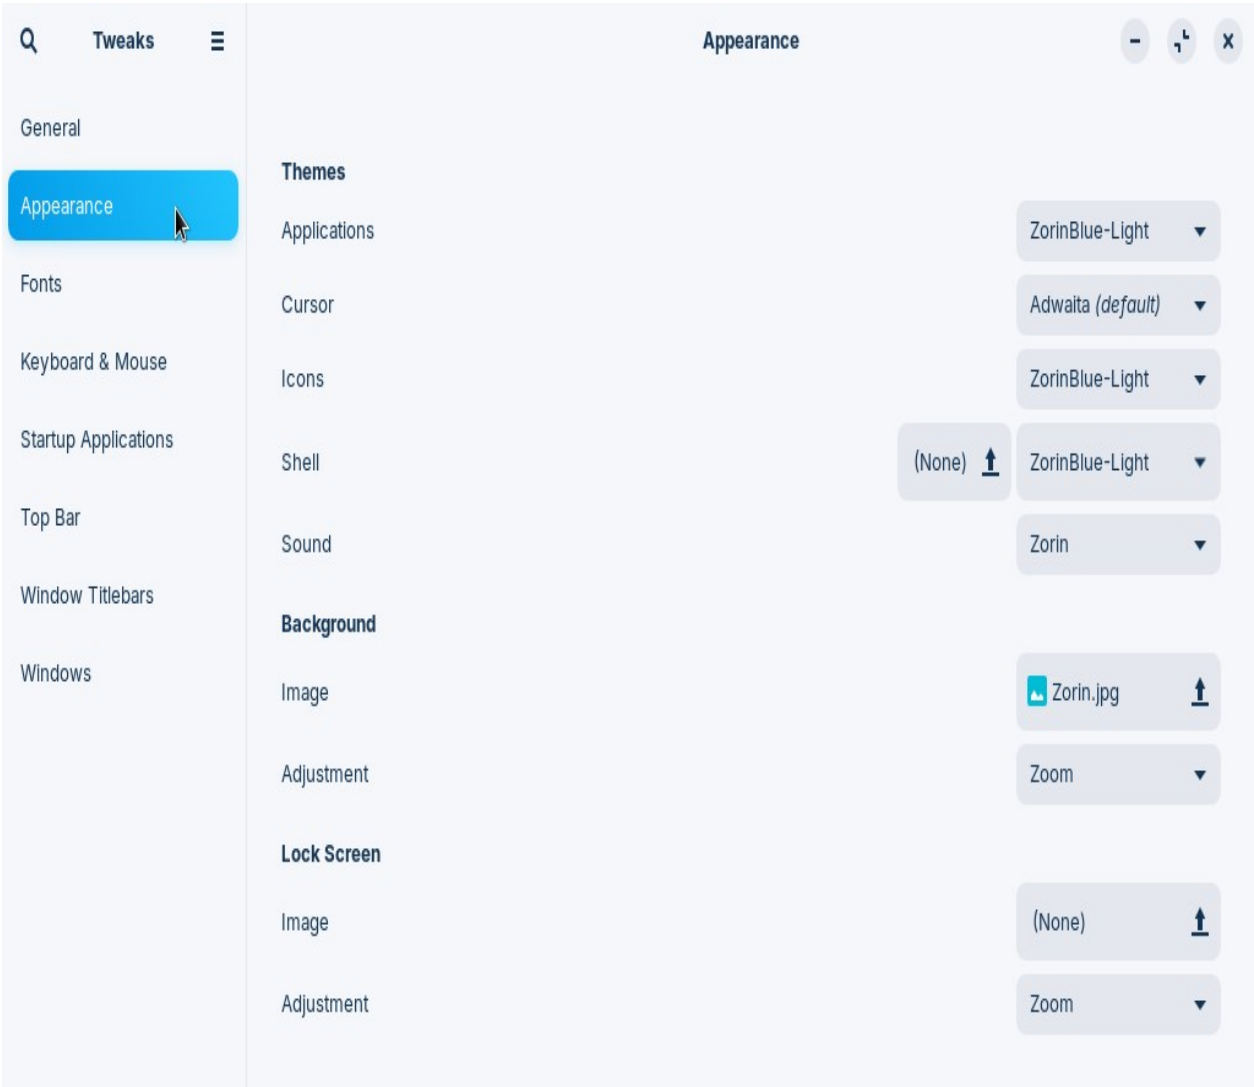 Tweaks
Appearance
General
Appearance
Fonts
Keyboard & Mouse
Startup Applications
Top Bar
Window Titlebars
Windows
Themes
Applications ZorinBlue-Light
Cursor Adwaita (default)
Icons ZorinBlue-Light
Shell (None) ZorinBlue-Light
Sound Zorin
Background
Image Zorin.jpg
Adjustment Zoom
Lock Screen
Image (None)
Adjustment Zoom